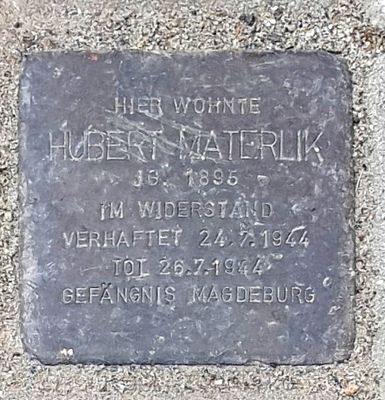 HIER WOHNTE
HUBERT MATERLIK
JG. 1895
IM WIDERSTAND
VERHAFTET 24.7.1944
TOT 26.7.1944
GEFÄNGNIS MAGDEBURG